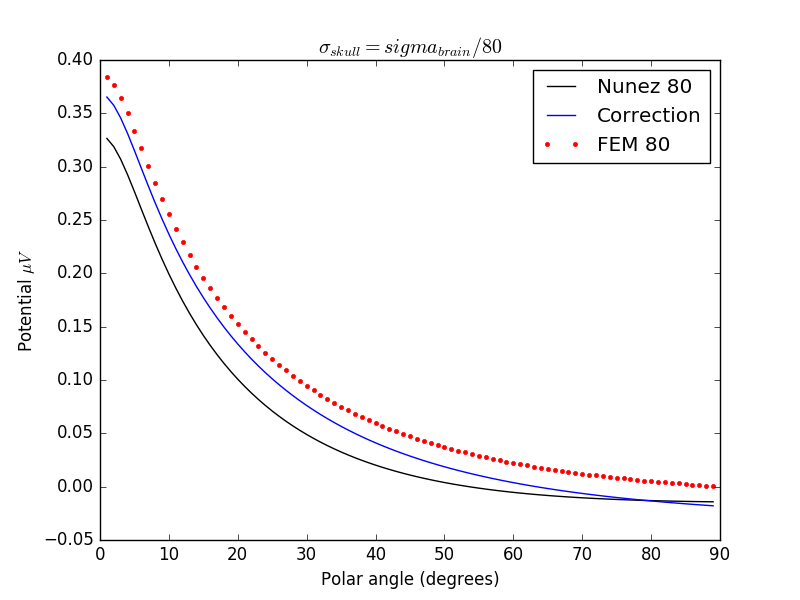 σ_skull = sigma_brain/80
0.40
0.35
0.30
0.25
0.20
0.15
0.10
0.05
0.00
−0.05
Potential μV
Nunez 80
Correction
FEM 80
0 10 20 30 40 50 60 70 80 90
Polar angle (degrees)